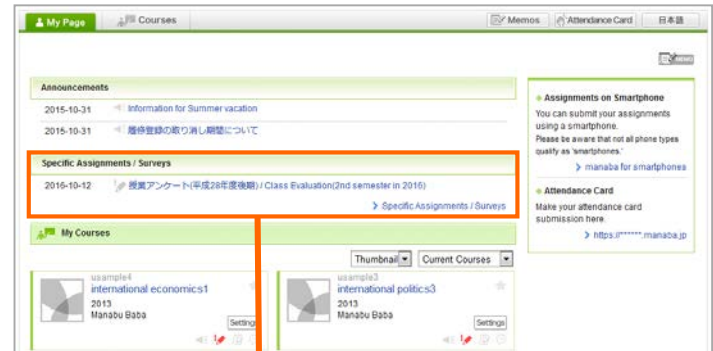 My Page
Courses
Memos
Attendance Card
日本語
MEMO
Announcements
2015-10-31 Information for Summer vacation
2015-10-31 履修登録の取り消し期間について
Specific Assignments / Surveys
2016-10-12 授業アンケート(平成28年度後期) / Class Evaluation(2nd semester in 2016)
Specific Assignments / Surveys
My Courses
Thumbnail
Current Courses
usample4
international economics1
2013
Manabu Baba
Settings
usample3
international politics3
2013
Manabu Baba
Settings
Assignments on Smartphone
You can submit your assignments
using a smartphone.
Please be aware that not all phone types
qualify as 'smartphones.'
manaba for smartphones
Attendance Card
Make your attendance card
submission here.
https://******.manaba.jp